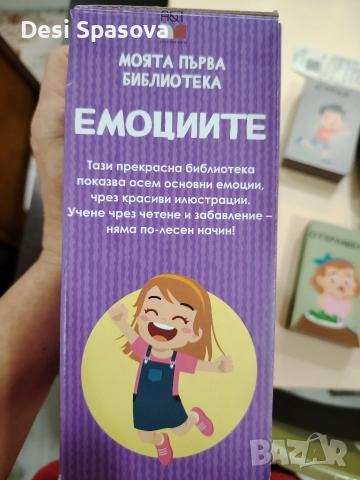 Desi Spasova
МОЯТА ПЪРВА
БИБЛИОТЕКА
ЕМОЦИИТЕ
Тази прекрасна библиотека
показва осем основни емоции,
чрез красиви илюстрации.
Учене чрез четене и забавление –
няма по-лесен начин!
BAZAR